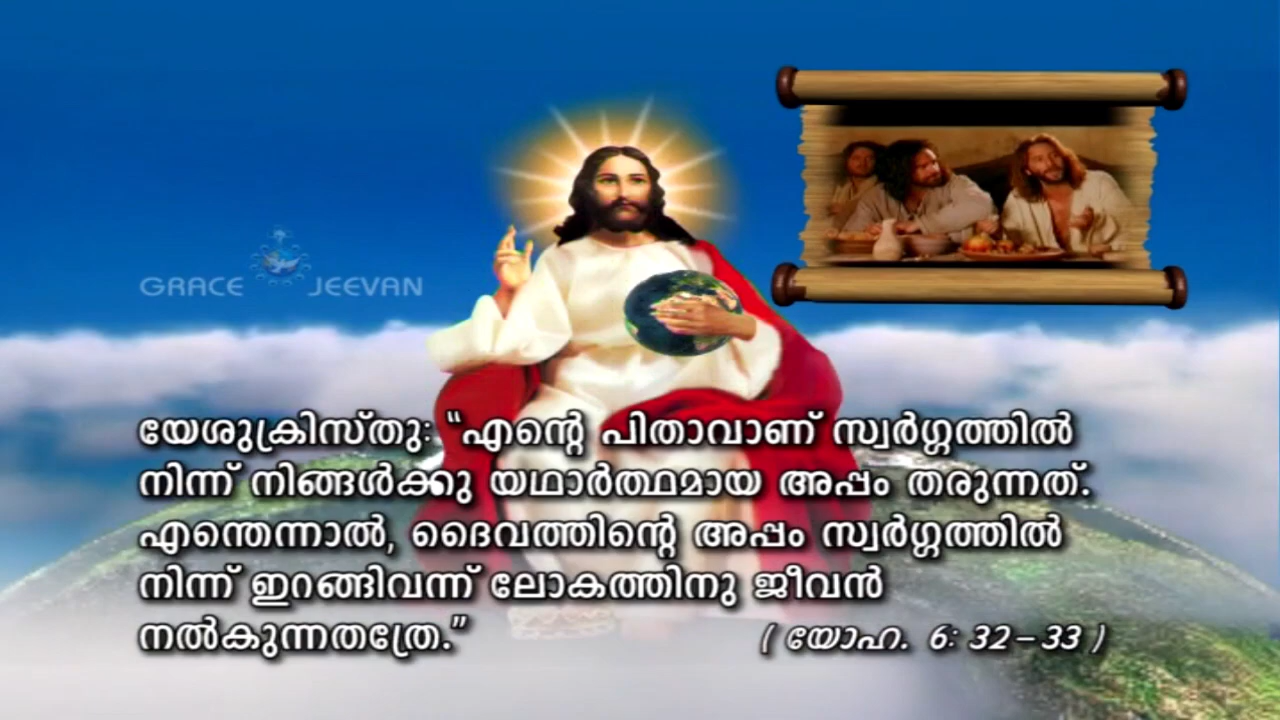 GRACE JEEVAN
യേശുക്രിസ്തു: “എന്റെ പിതാവാണ് സ്വർഗ്ഗത്തിൽ
നിന്ന് നിങ്ങൾക്കു യഥാർത്ഥമായ അപ്പം തരുന്നത്.
എന്തെന്നാൽ, ദൈവത്തിന്റെ അപ്പം സ്വർഗ്ഗത്തിൽ
നിന്ന് ഇറങ്ങിവന്ന് ലോകത്തിനു ജീവൻ
നൽകുന്നതത്രേ.” ( യോഹ. 6: 32 – 33 )